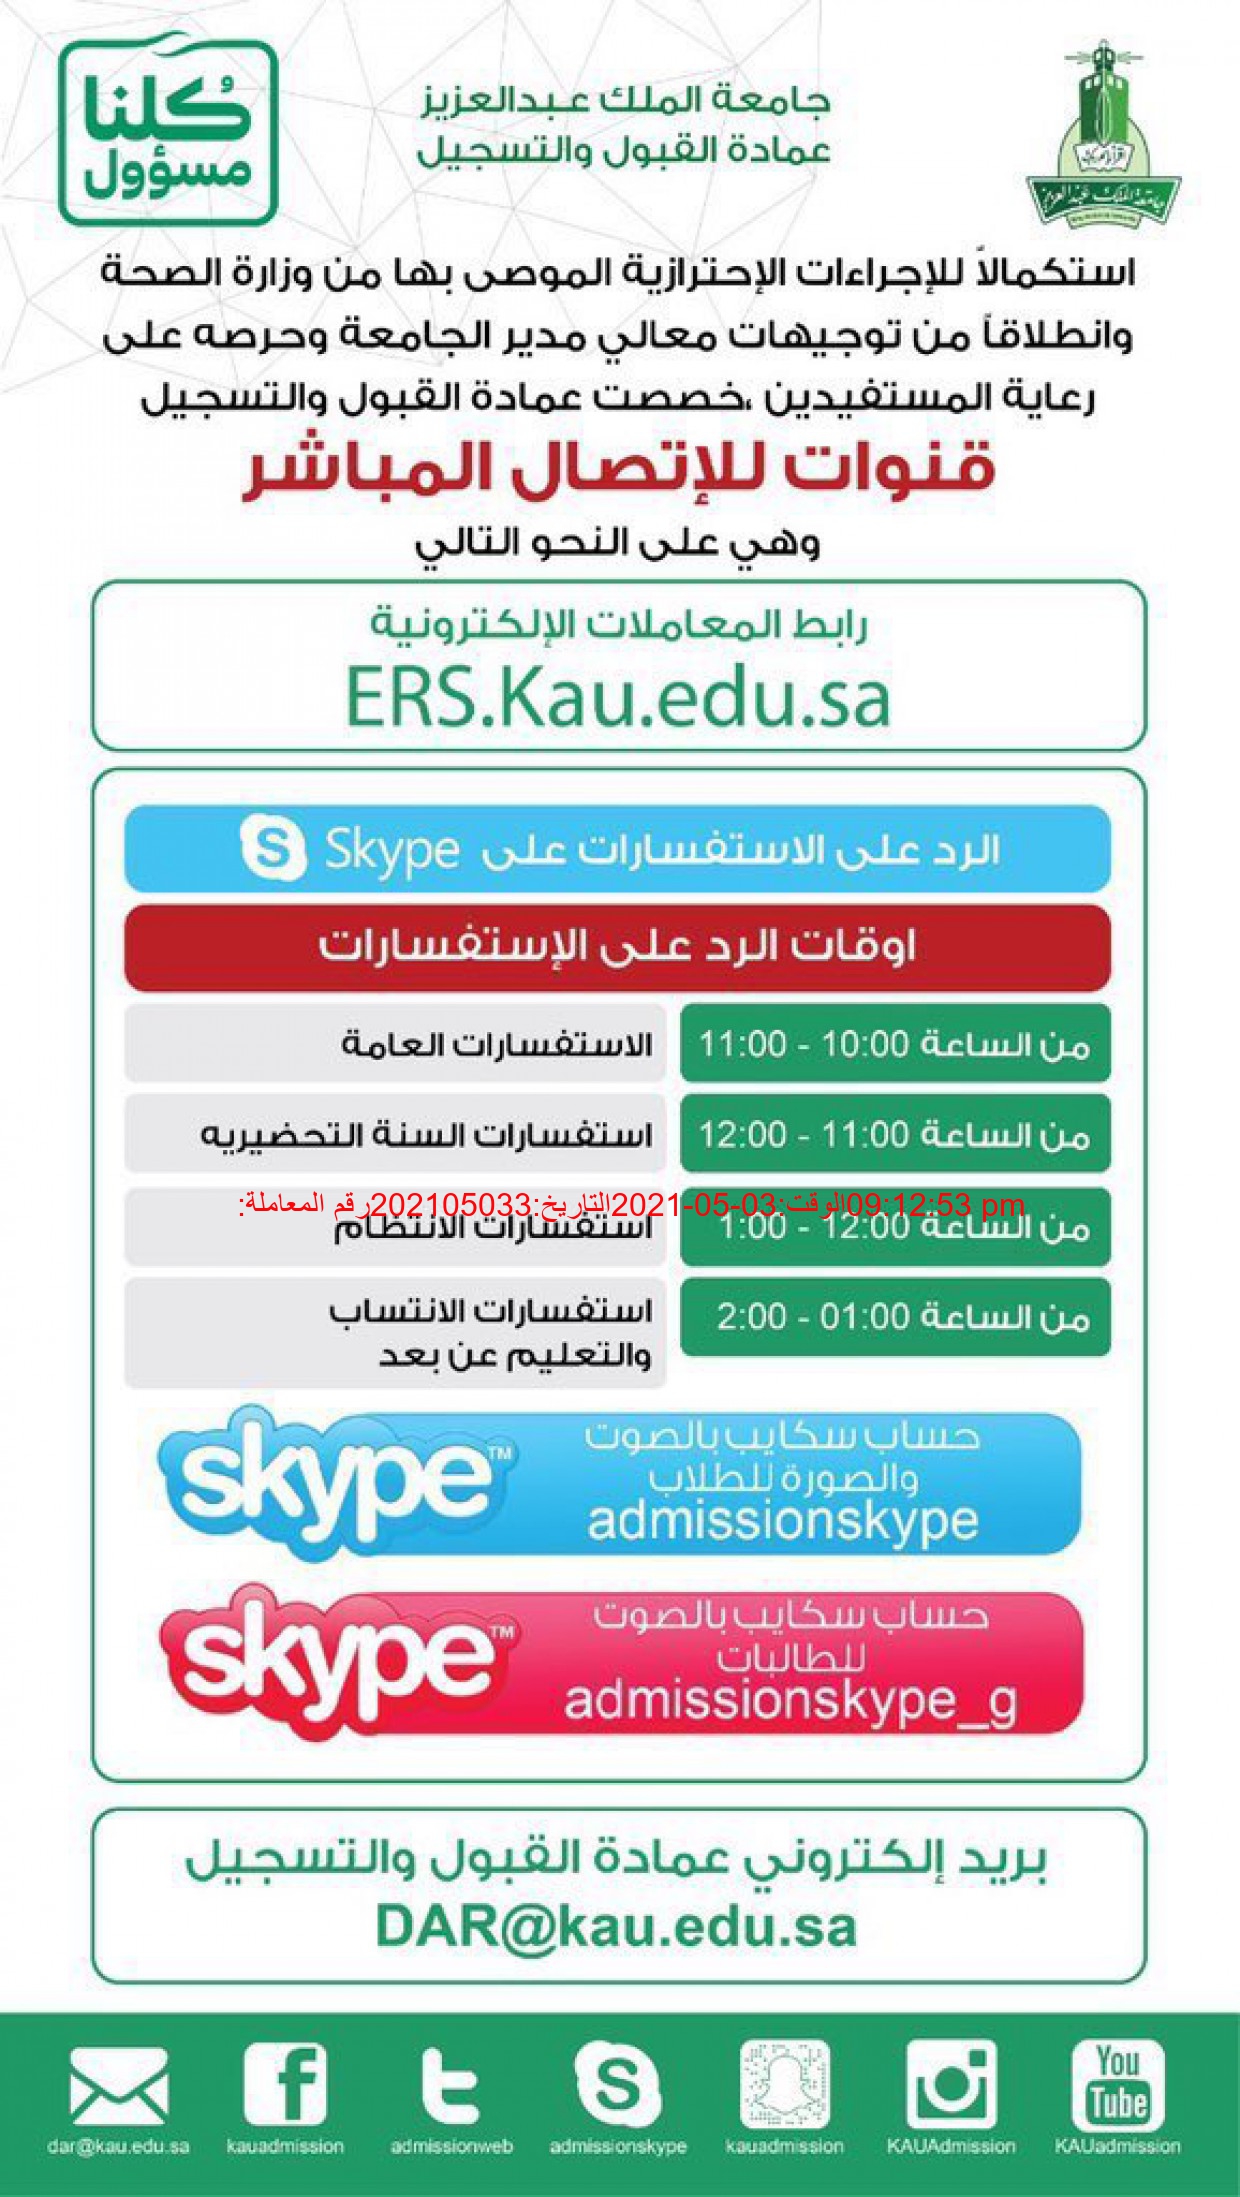 كلنا
مسؤول
جامعة الملك عبدالعزيز
عمادة القبول والتسجيل
جامعة الملك عبد العزيز
استكمالاً للإجراءات الإحترازية الموصى بها من وزارة الصحة
وانطلاقاً من توجيهات معالي مدير الجامعة وحرصه على
رعاية المستفيدين ،خصصت عمادة القبول والتسجيل
قنوات للإتصال المباشر
وهي على النحو التالي
رابط المعاملات الإلكترونية
ERS.Kau.edu.sa
الرد على الاستفسارات على Skype
اوقات الرد على الإستفسارات
من الساعة 10:00 - 11:00 الاستفسارات العامة
من الساعة 11:00 - 12:00 استفسارات السنة التحضيريه
رقم المعاملة:202105033التاريخ:2021-05-03الوقت:09:12:53 pm
من الساعة 12:00 - 1:00 استفسارات الانتظام
من الساعة 01:00 - 2:00 استفسارات الانتساب
والتعليم عن بعد
skype™
حساب سكايب بالصوت
والصورة للطلاب
admissionskype
skype™
حساب سكايب بالصوت
للطالبات
admissionskype_g
بريد إلكتروني عمادة القبول والتسجيل
DAR@kau.edu.sa
You
Tube
dar@kau.edu.sa kauadmission admissionweb admissionskype kauadmission KAUAdmission KAUadmission